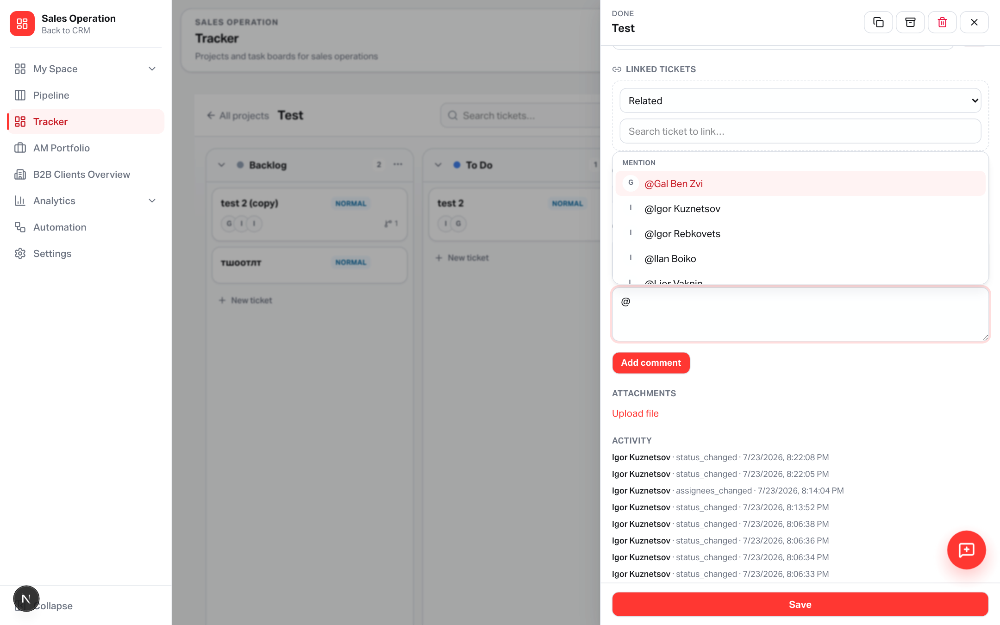 Sales Operation
Back to CRM
My Space
Pipeline
Tracker
AM Portfolio
B2B Clients Overview
Analytics
Automation
Settings
N
Collapse
SALES OPERATION
Tracker
Projects and task boards for sales operations
All projects
Test
Search tickets...
Backlog
2
test 2 (copy)
NORMAL
G
I
I
1
тшоотлт
NORMAL
+ New ticket
To Do
1
test 2
NORMAL
I
G
+ New ticket
DONE
Test
LINKED TICKETS
Related
Search ticket to link...
MENTION
G @Gal Ben Zvi
I @Igor Kuznetsov
I @Igor Rebkovets
I @Ilan Boiko
L @Lior Vaknin
@
Add comment
ATTACHMENTS
Upload file
ACTIVITY
Igor Kuznetsov · status_changed · 7/23/2026, 8:22:08 PM
Igor Kuznetsov · status_changed · 7/23/2026, 8:22:05 PM
Igor Kuznetsov · assignees_changed · 7/23/2026, 8:14:04 PM
Igor Kuznetsov · status_changed · 7/23/2026, 8:13:52 PM
Igor Kuznetsov · status_changed · 7/23/2026, 8:06:38 PM
Igor Kuznetsov · status_changed · 7/23/2026, 8:06:36 PM
Igor Kuznetsov · status_changed · 7/23/2026, 8:06:34 PM
Igor Kuznetsov · status_changed · 7/23/2026, 8:06:33 PM
Save